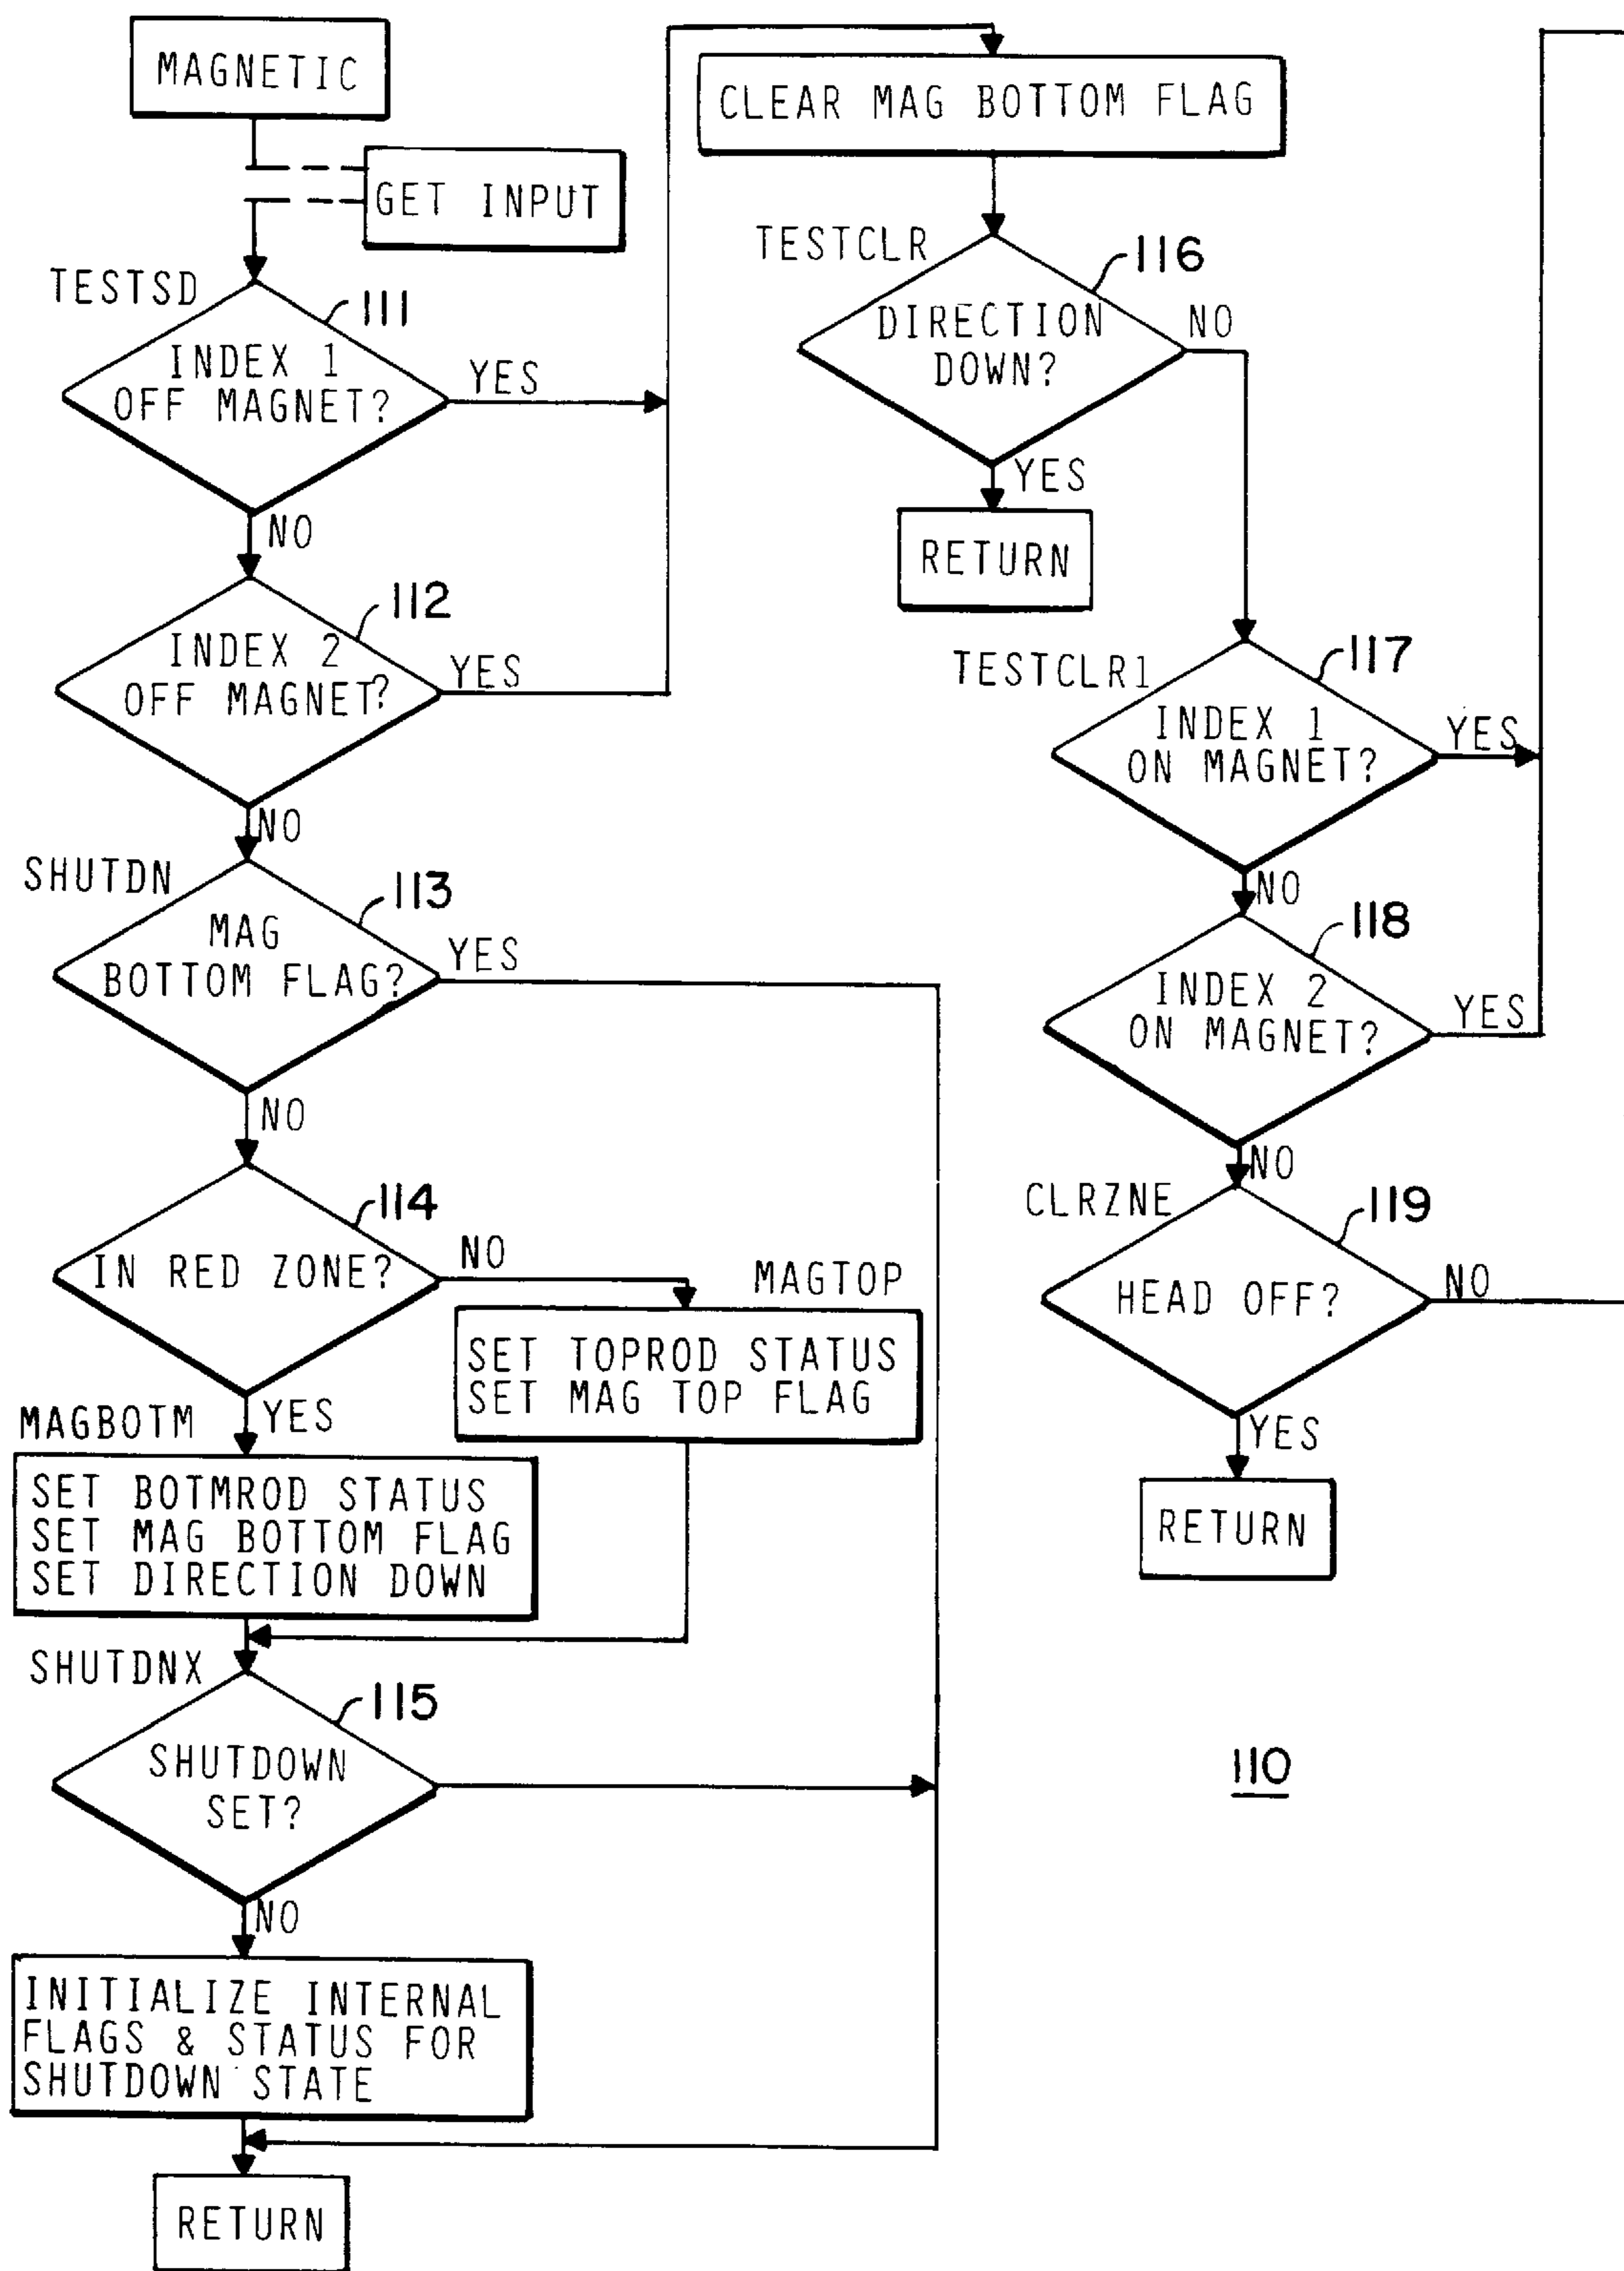 MAGNETIC
GET INPUT
TESTSD
111
INDEX 1
OFF MAGNET?
YES
NO
112
INDEX 2
OFF MAGNET?
YES
NO
SHUTDN
113
MAG
BOTTOM FLAG?
YES
NO
114
IN RED ZONE?
NO
MAGTOP
SET TOPROD STATUS
SET MAG TOP FLAG
YES
MAGBOTM
SET BOTMROD STATUS
SET MAG BOTTOM FLAG
SET DIRECTION DOWN
SHUTDNX
115
SHUTDOWN
SET?
NO
INITIALIZE INTERNAL
FLAGS & STATUS FOR
SHUTDOWN STATE
RETURN
CLEAR MAG BOTTOM FLAG
TESTCLR
116
DIRECTION
DOWN?
NO
YES
RETURN
TESTCLR1
117
INDEX 1
ON MAGNET?
YES
NO
118
INDEX 2
ON MAGNET?
YES
NO
CLRZNE
119
HEAD OFF?
NO
YES
RETURN
110